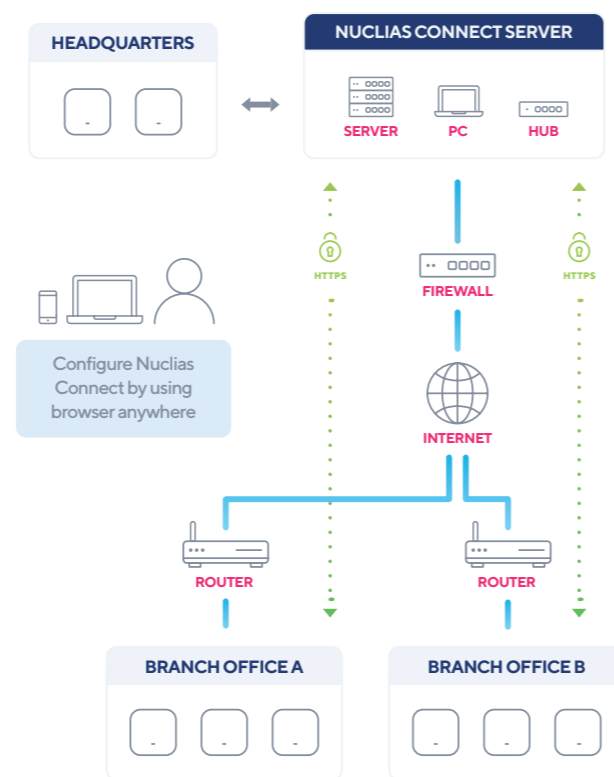 HEADQUARTERS
NUCLIAS CONNECT SERVER
SERVER
PC
HUB
HTTPS
FIREWALL
HTTPS
Configure Nuclias
Connect by using
browser anywhere
INTERNET
ROUTER
ROUTER
BRANCH OFFICE A
BRANCH OFFICE B